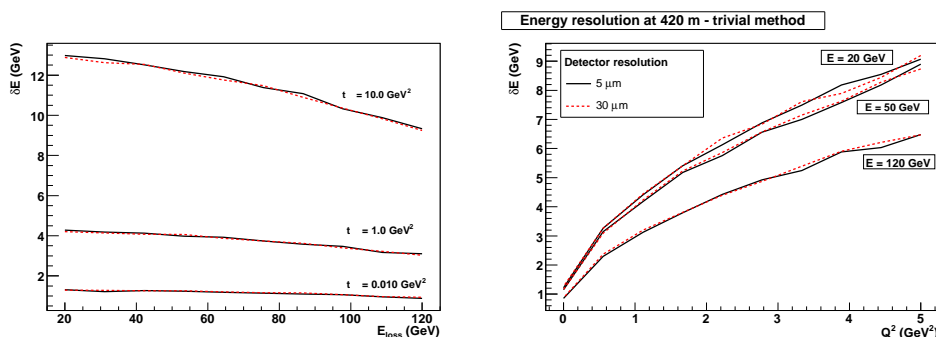 Energy resolution at 420 m - trivial method
δE (GeV)
12
10
8
6
4
2
t = 10.0 GeV²
t = 1.0 GeV²
t = 0.010 GeV²
20 40 60 80 100 120
E_loss (GeV)
δE (GeV)
9
8
7
6
5
4
3
2
1
Detector resolution
5 μm
30 μm
E = 20 GeV
E = 50 GeV
E = 120 GeV
0 1 2 3 4 5
Q² (GeV²)